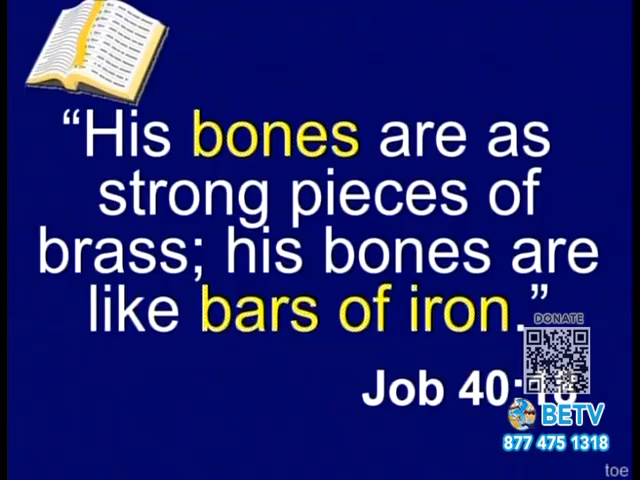 “His bones are as
strong pieces of
brass; his bones are
like bars of iron.”
DONATE
Job 40:18
BETV
877 475 1318
toe